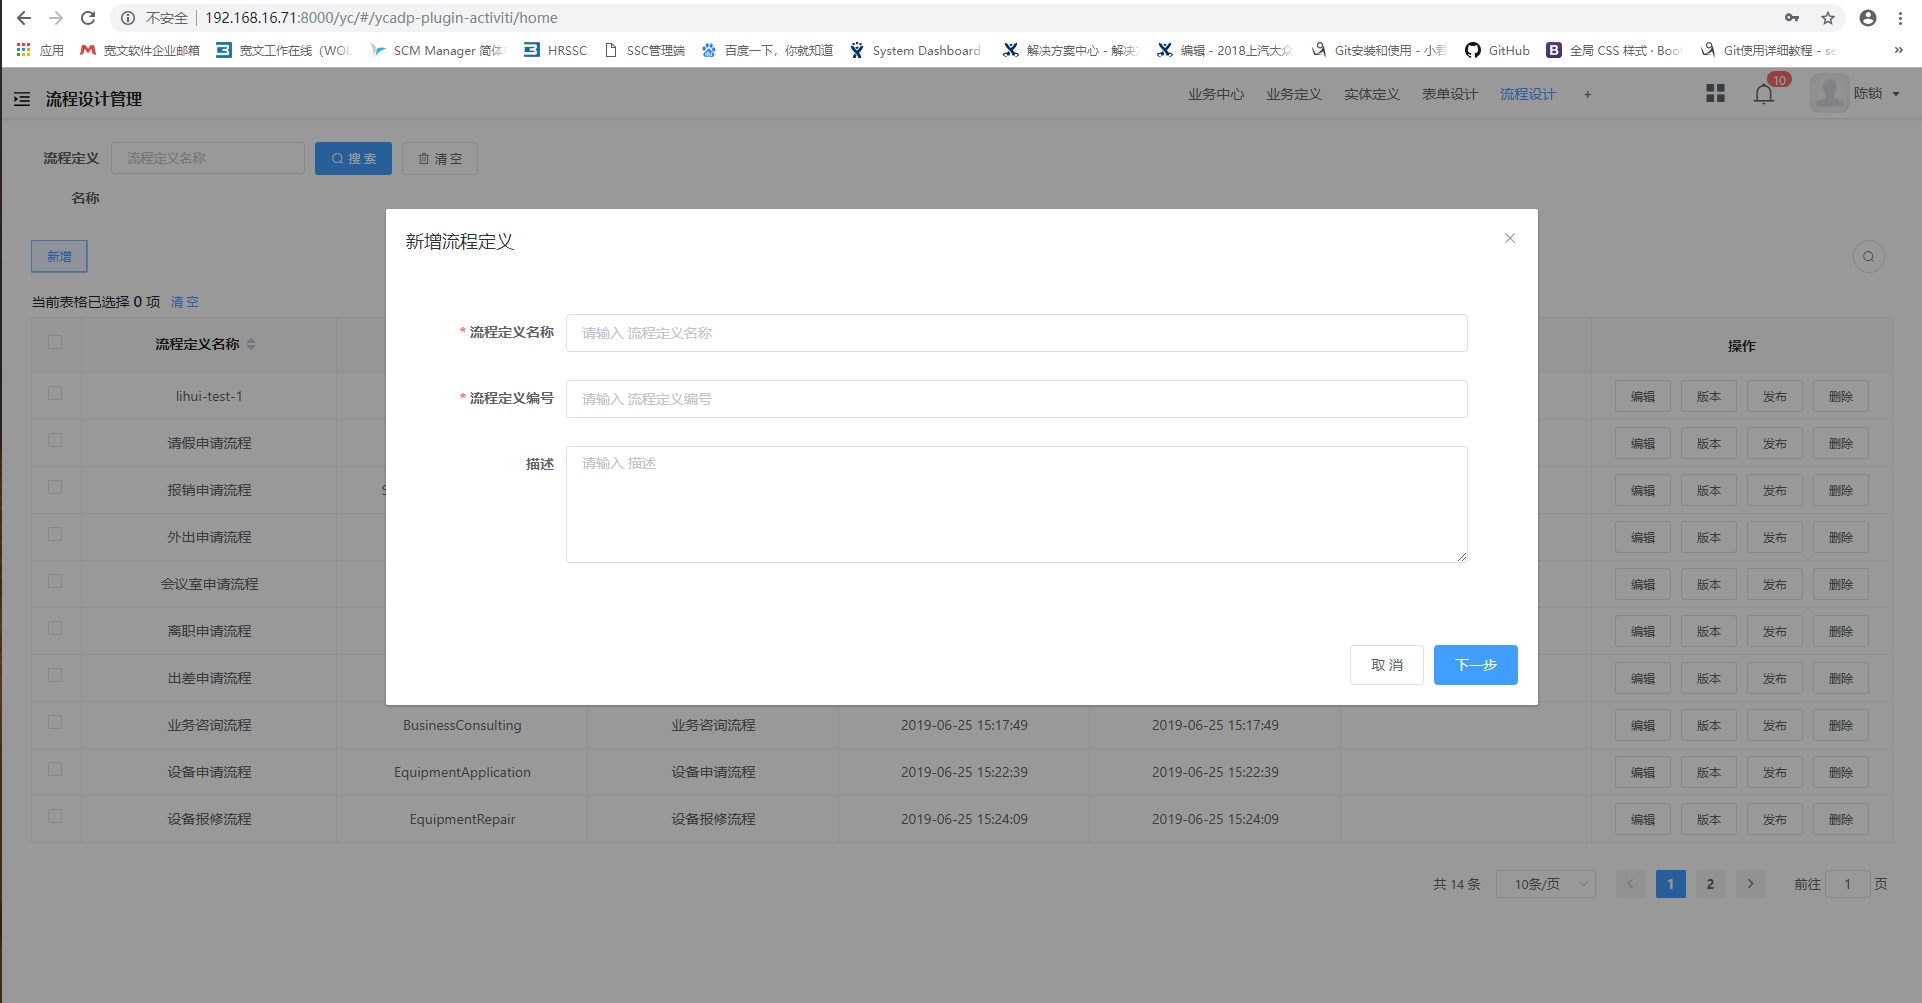 不安全 192.168.16.71:8000/yc/#/ycadp-plugin-activiti/home
应用 宽文软件企业邮箱 宽文工作在线（WOL SCM Manager 简体 HRSSC SSC管理端 百度一下，你就知道 System Dashboard 解决方案中心 - 解决 编辑 - 2018上汽大众 Git安装和使用 - 小君 GitHub 全局 CSS 样式 · Boo Git使用详细教程 - se »
流程设计管理 业务中心 业务定义 实体定义 表单设计 流程设计 + 10 陈锁
流程定义 流程定义名称 搜 索 清 空
名称
新增流程定义
新增
当前表格已选择 0 项 清 空
* 流程定义名称 请输入 流程定义名称
流程定义名称 操作
* 流程定义编号 请输入 流程定义编号
lihui-test-1 编辑 版本 发布 删除
请假申请流程 编辑 版本 发布 删除
描述 请输入 描述
报销申请流程 S 编辑 版本 发布 删除
外出申请流程 编辑 版本 发布 删除
会议室申请流程 编辑 版本 发布 删除
离职申请流程 编辑 版本 发布 删除
取 消 下一步
出差申请流程 编辑 版本 发布 删除
业务咨询流程 BusinessConsulting 业务咨询流程 2019-06-25 15:17:49 2019-06-25 15:17:49 编辑 版本 发布 删除
设备申请流程 EquipmentApplication 设备申请流程 2019-06-25 15:22:39 2019-06-25 15:22:39 编辑 版本 发布 删除
设备报修流程 EquipmentRepair 设备报修流程 2019-06-25 15:24:09 2019-06-25 15:24:09 编辑 版本 发布 删除
共 14 条 10条/页 1 2 前往 1 页